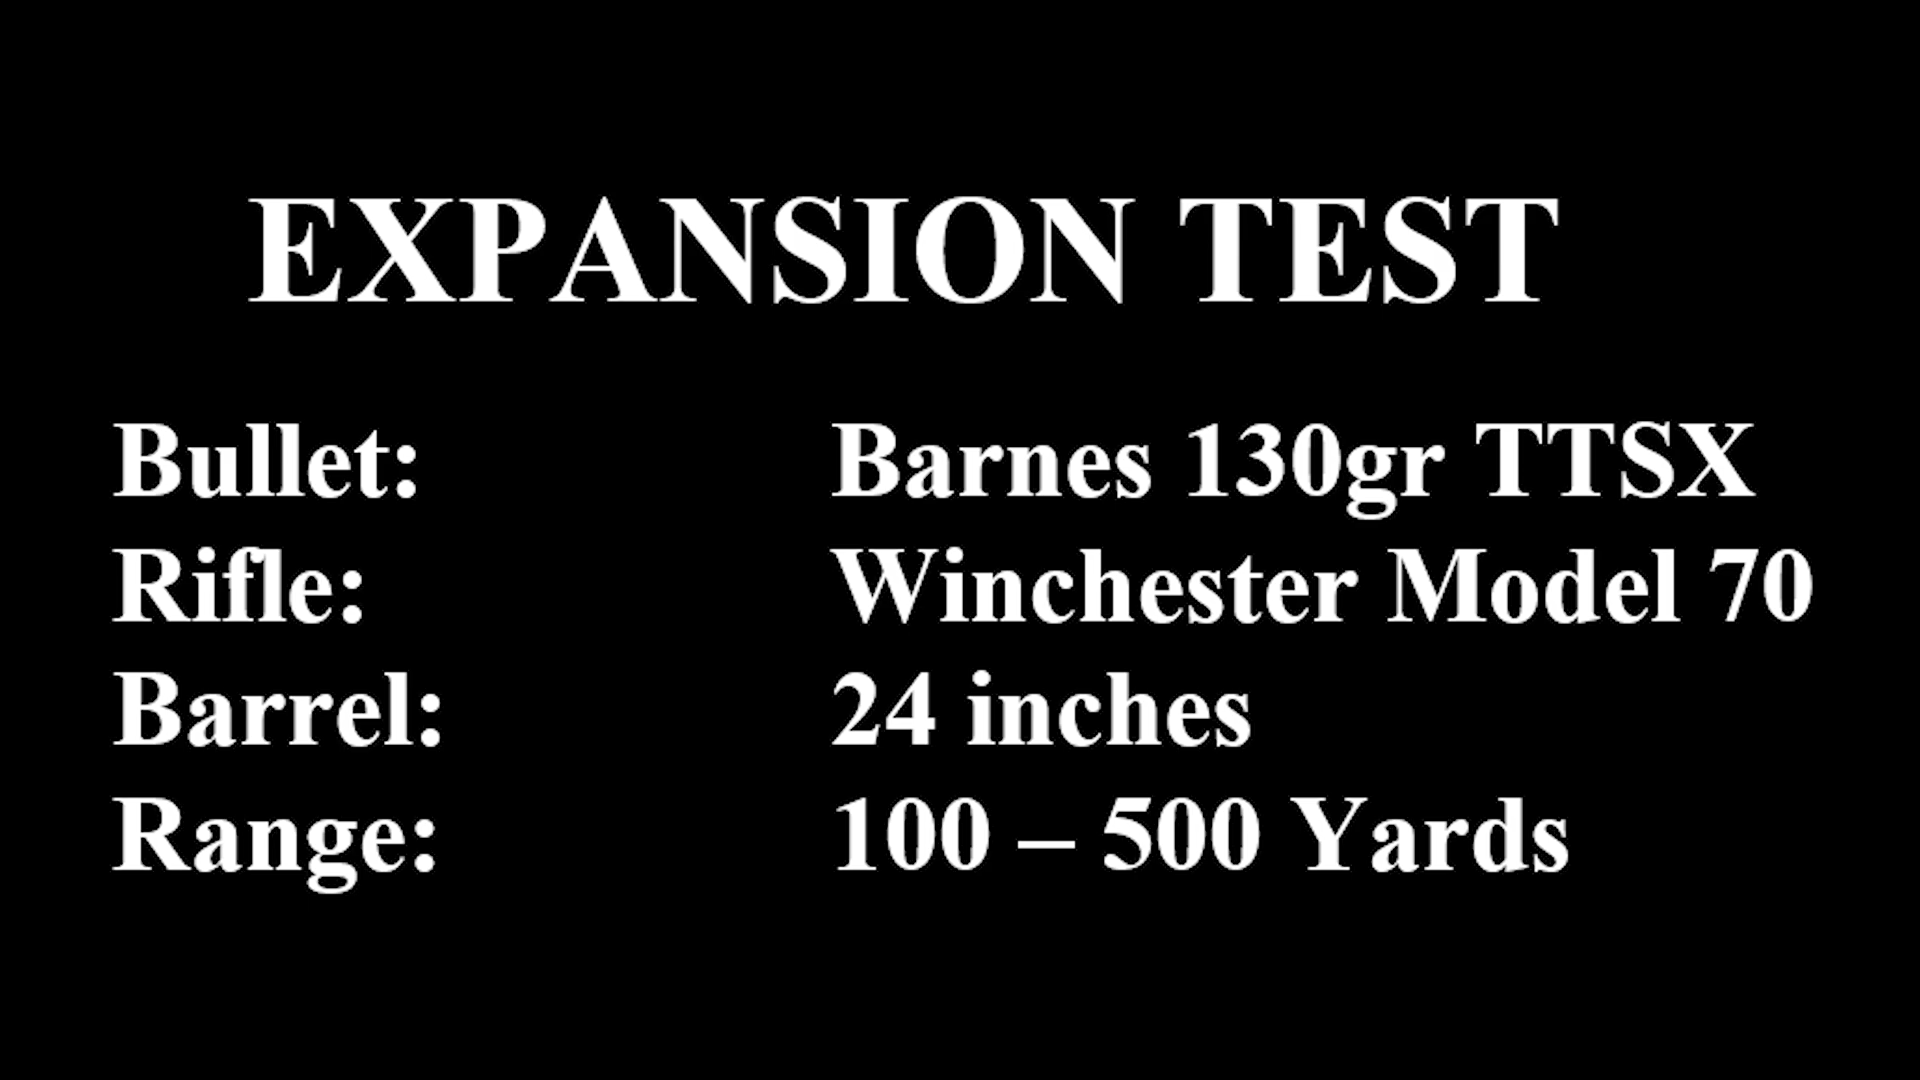 EXPANSION TEST
Bullet: Barnes 130gr TTSX
Rifle: Winchester Model 70
Barrel: 24 inches
Range: 100 – 500 Yards